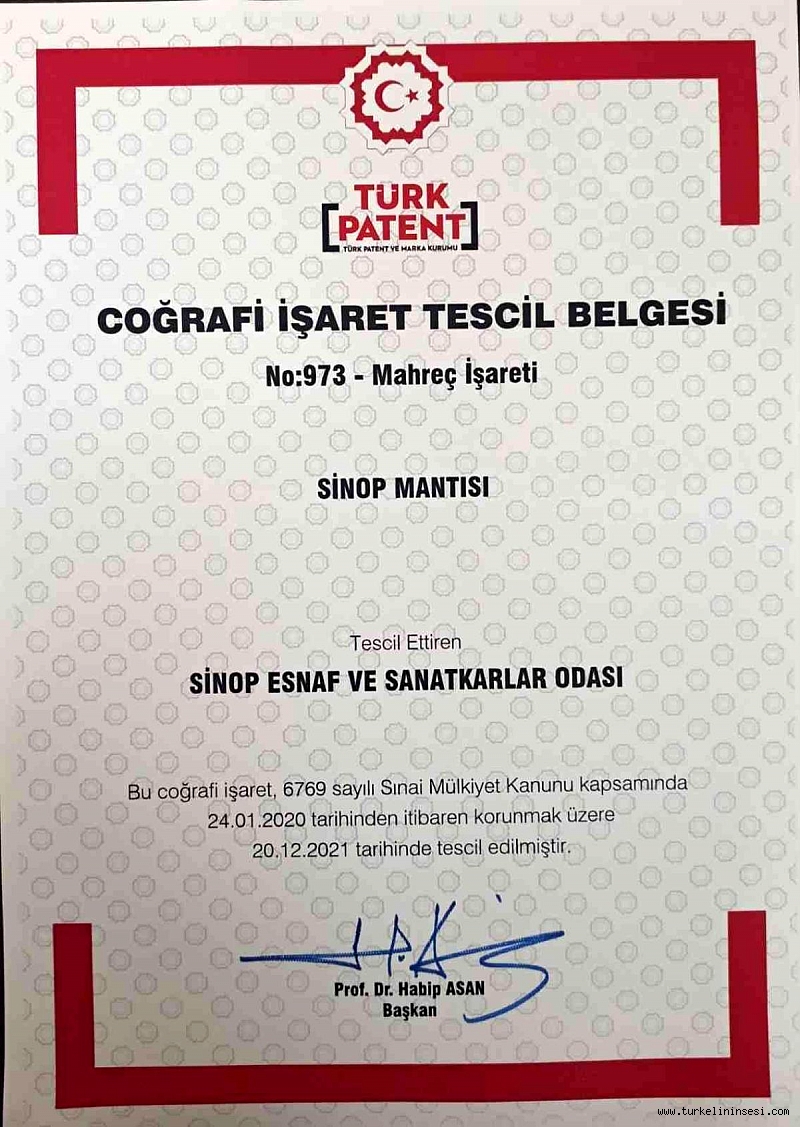 TÜRK
PATENT
TÜRK PATENT VE MARKA KURUMU
COĞRAFİ İŞARET TESCİL BELGESİ
No:973 - Mahreç İşareti
SİNOP MANTISI
Tescil Ettiren
SİNOP ESNAF VE SANATKARLAR ODASI
Bu coğrafi işaret, 6769 sayılı Sınai Mülkiyet Kanunu kapsamında
24.01.2020 tarihinden itibaren korunmak üzere
20.12.2021 tarihinde tescil edilmiştir.
Prof. Dr. Habip ASAN
Başkan
www.turkelininsesi.com